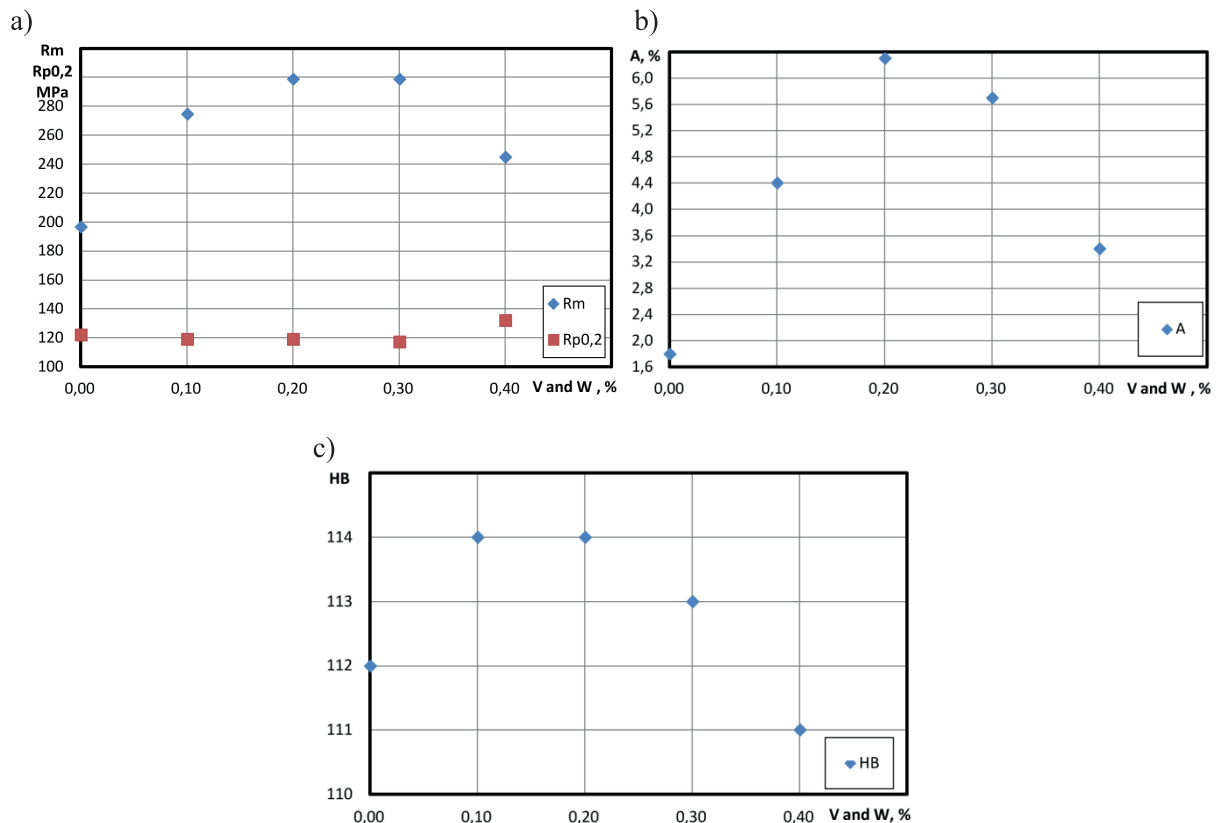 a)
Rm
Rp0,2
MPa
280
260
240
220
200
180
160
140
120
100
0,00 0,10 0,20 0,30 0,40 V and W , %
Rm
Rp0,2
b)
A, %
6,0
5,6
5,2
4,8
4,4
4,0
3,6
3,2
2,8
2,4
2,0
1,6
0,00 0,10 0,20 0,30 0,40 V and W , %
A
c)
HB
114
113
112
111
110
0,00 0,10 0,20 0,30 0,40 V and W , %
HB